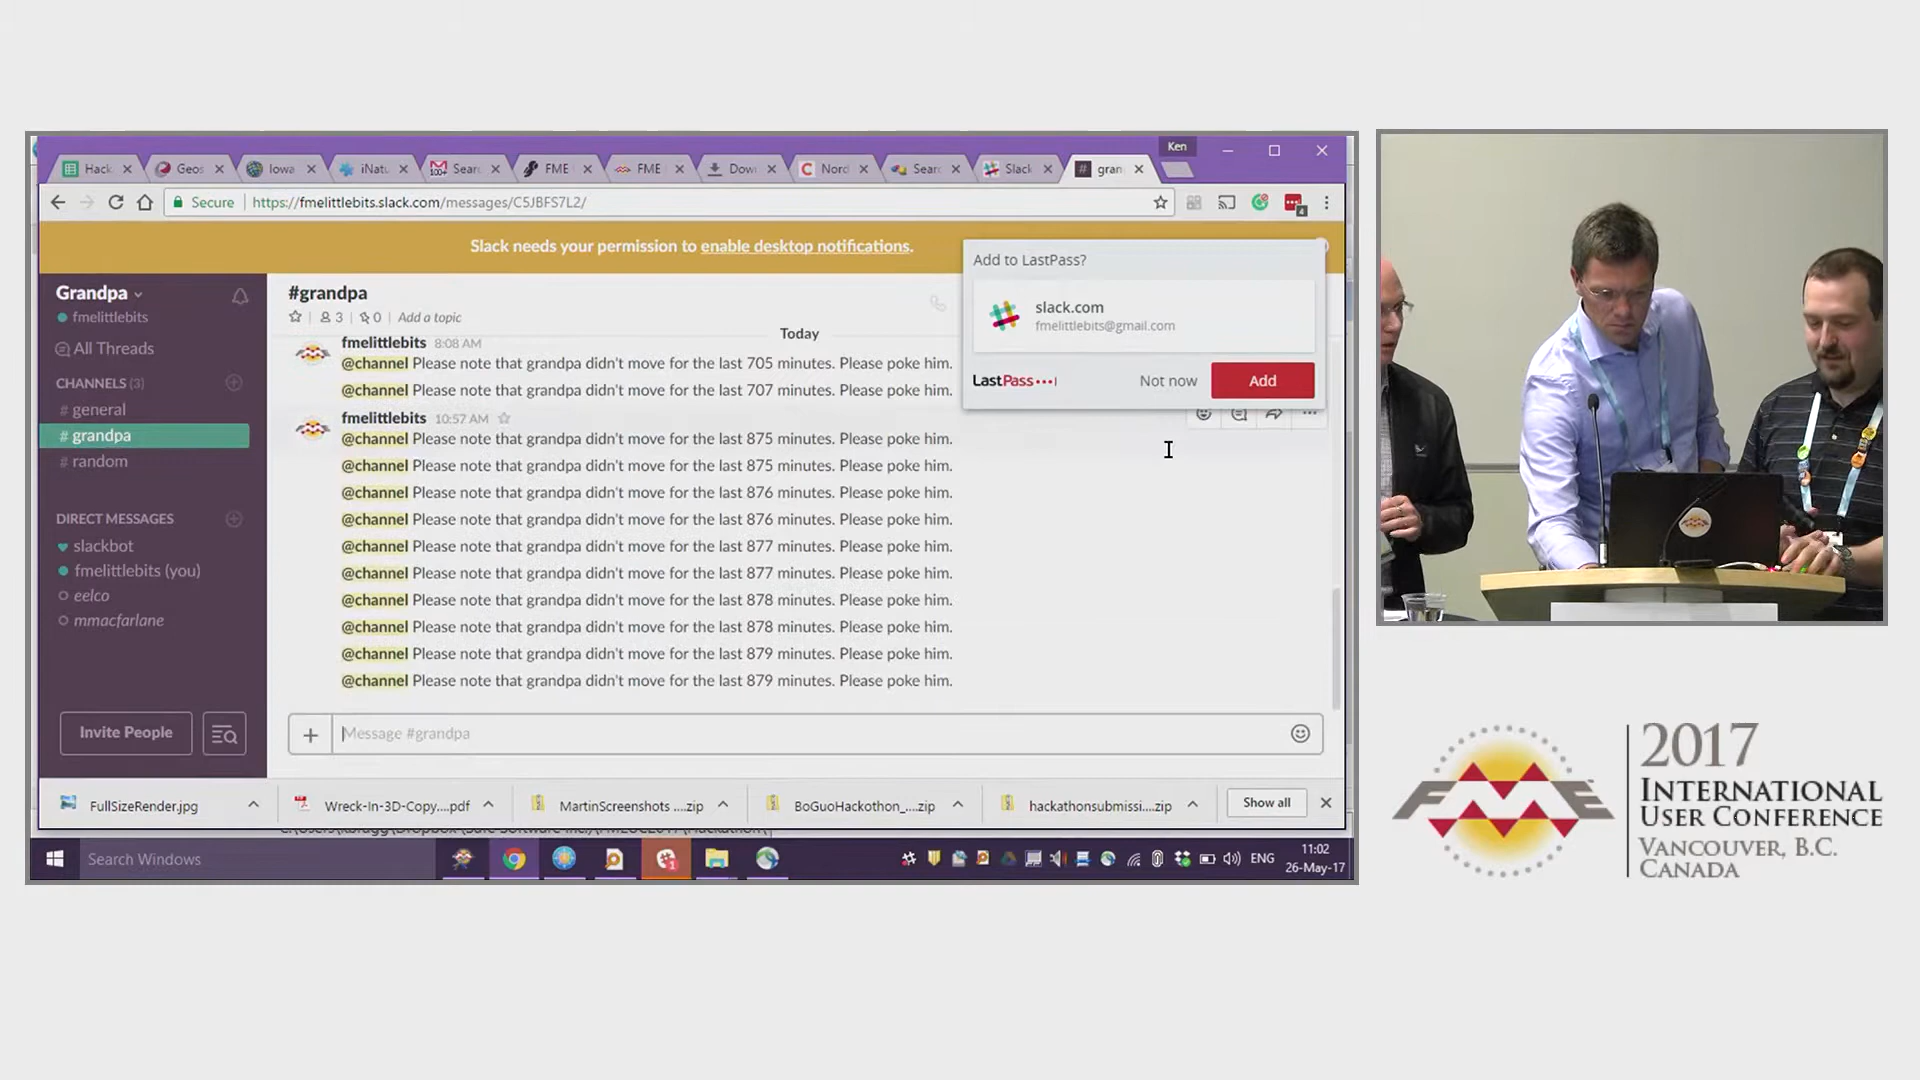 Ken
Hack
Geos
Iowa
iNatu
Sear
FME
FME
Dow
Nord
Sear
Slack
gran
Secure
https://fmelittlebits.slack.com/messages/C5JBFS7L2/
Slack needs your permission to enable desktop notifications.
Add to LastPass?
slack.com
fmelittlebits@gmail.com
LastPass
Not now
Add
Grandpa
fmelittlebits
All Threads
CHANNELS (3)
# general
# grandpa
# random
DIRECT MESSAGES
slackbot
fmelittlebits (you)
eelco
mmacfarlane
Invite People
#grandpa
3
0
Add a topic
Today
fmelittlebits 8:08 AM
@channel Please note that grandpa didn't move for the last 705 minutes. Please poke him.
@channel Please note that grandpa didn't move for the last 707 minutes. Please poke him.
fmelittlebits 10:57 AM
@channel Please note that grandpa didn't move for the last 875 minutes. Please poke him.
@channel Please note that grandpa didn't move for the last 875 minutes. Please poke him.
@channel Please note that grandpa didn't move for the last 876 minutes. Please poke him.
@channel Please note that grandpa didn't move for the last 876 minutes. Please poke him.
@channel Please note that grandpa didn't move for the last 877 minutes. Please poke him.
@channel Please note that grandpa didn't move for the last 877 minutes. Please poke him.
@channel Please note that grandpa didn't move for the last 878 minutes. Please poke him.
@channel Please note that grandpa didn't move for the last 878 minutes. Please poke him.
@channel Please note that grandpa didn't move for the last 879 minutes. Please poke him.
@channel Please note that grandpa didn't move for the last 879 minutes. Please poke him.
Message #grandpa
FullSizeRender.jpg
Wreck-In-3D-Copy....pdf
MartinScreenshots ....zip
BoGuoHackothon_....zip
hackathonsubmissi....zip
Show all
Search Windows
ENG
11:02
26-May-17
FME
2017
INTERNATIONAL
USER CONFERENCE
VANCOUVER, B.C.
CANADA